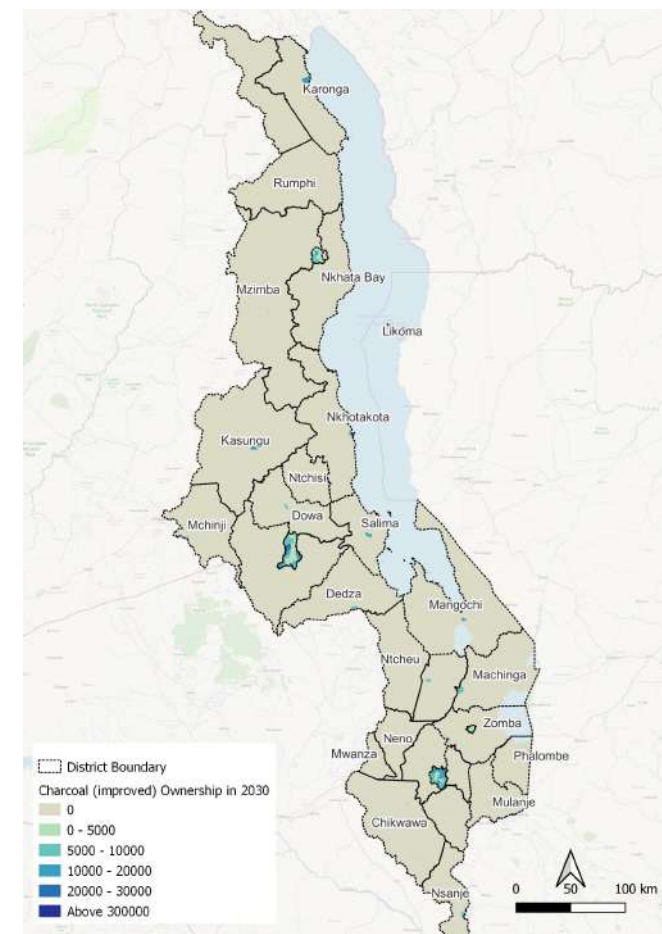 Karonga
Rumphi
Nkhata Bay
Mzimba
Likoma
Nkhotakota
Kasungu
Ntchisi
Dowa
Salima
Mchinji
Dedza
Mangochi
Ntcheu
Machinga
Zomba
Neno
Mwanza
Phalombe
Mulanje
Chikwawa
Nsanje
District Boundary
Charcoal (improved) Ownership in 2030
0
0 - 5000
5000 - 10000
10000 - 20000
20000 - 30000
Above 300000
0 50 100 km